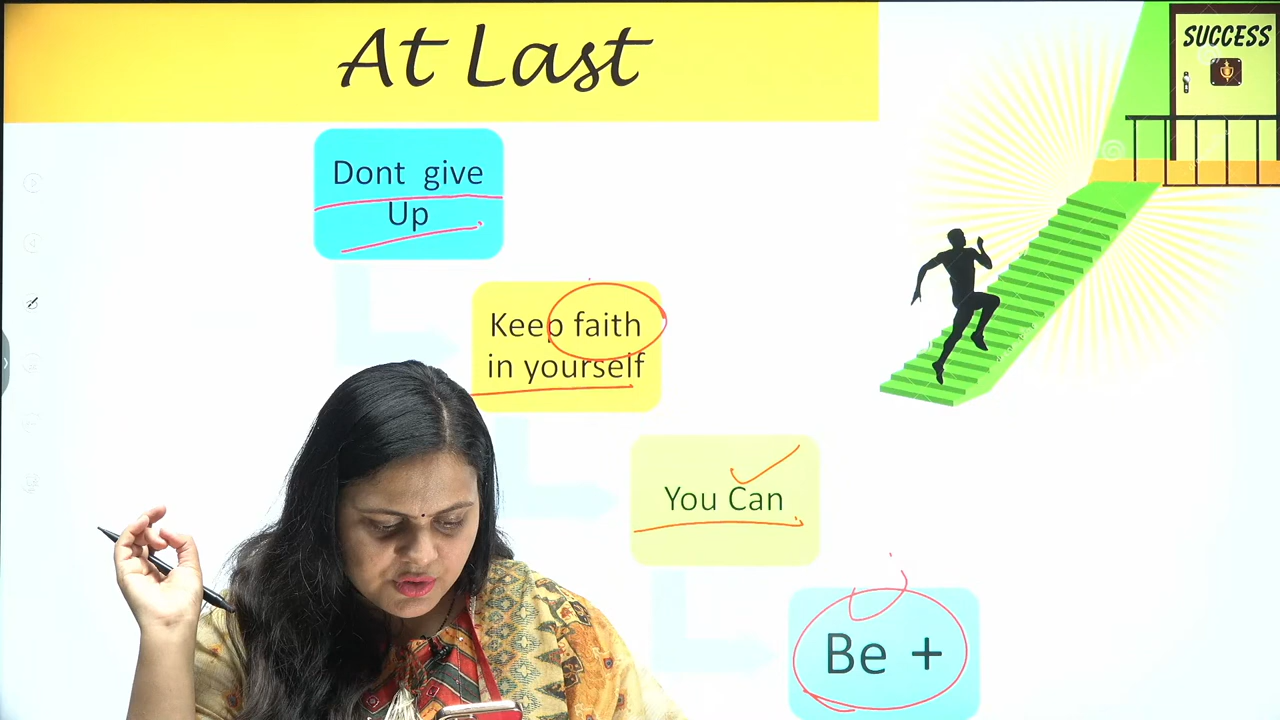 At Last
SUCCESS
Dont give
Up
Keep faith
in yourself
You Can
Be +